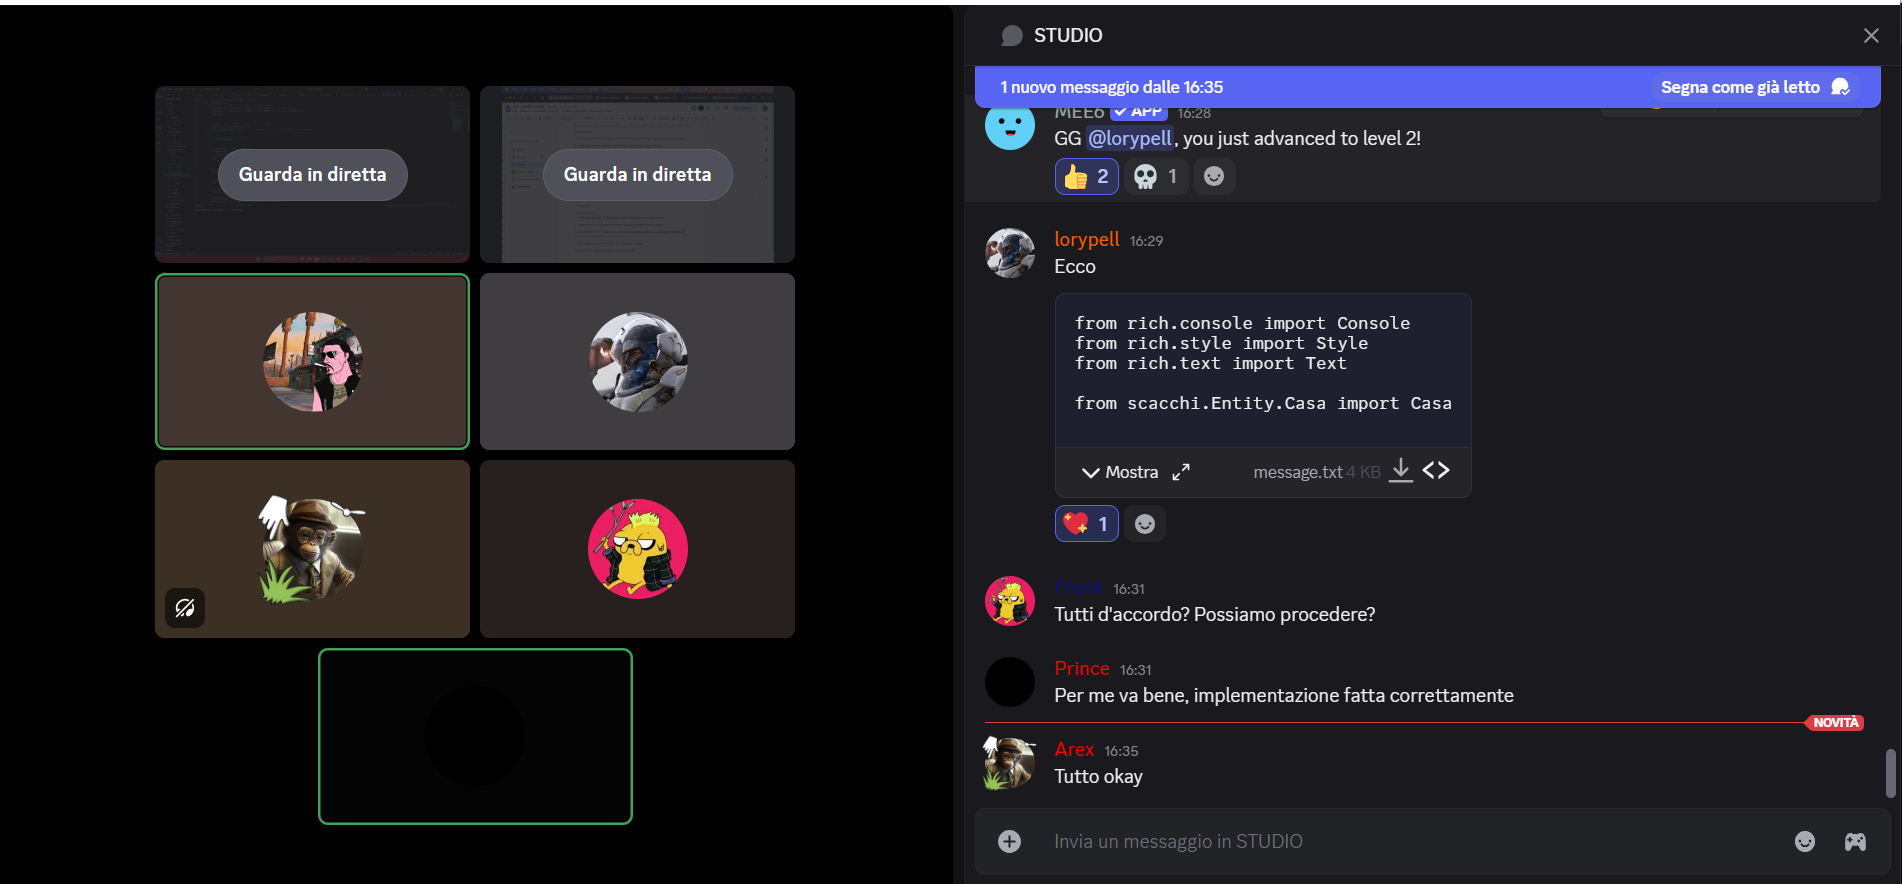 Guarda in diretta
Guarda in diretta
STUDIO
1 nuovo messaggio dalle 16:35
Segna come già letto
MEE6 APP 16:28
GG @lorypell, you just advanced to level 2!
2
1
lorypell 16:29
Ecco
from rich.console import Console
from rich.style import Style
from rich.text import Text
from scacchi.Entity.Casa import Casa
Mostra
message.txt 4 KB
1
Frenk 16:31
Tutti d'accordo? Possiamo procedere?
Prince 16:31
Per me va bene, implementazione fatta correttamente
NOVITÀ
Arex 16:35
Tutto okay
Invia un messaggio in STUDIO